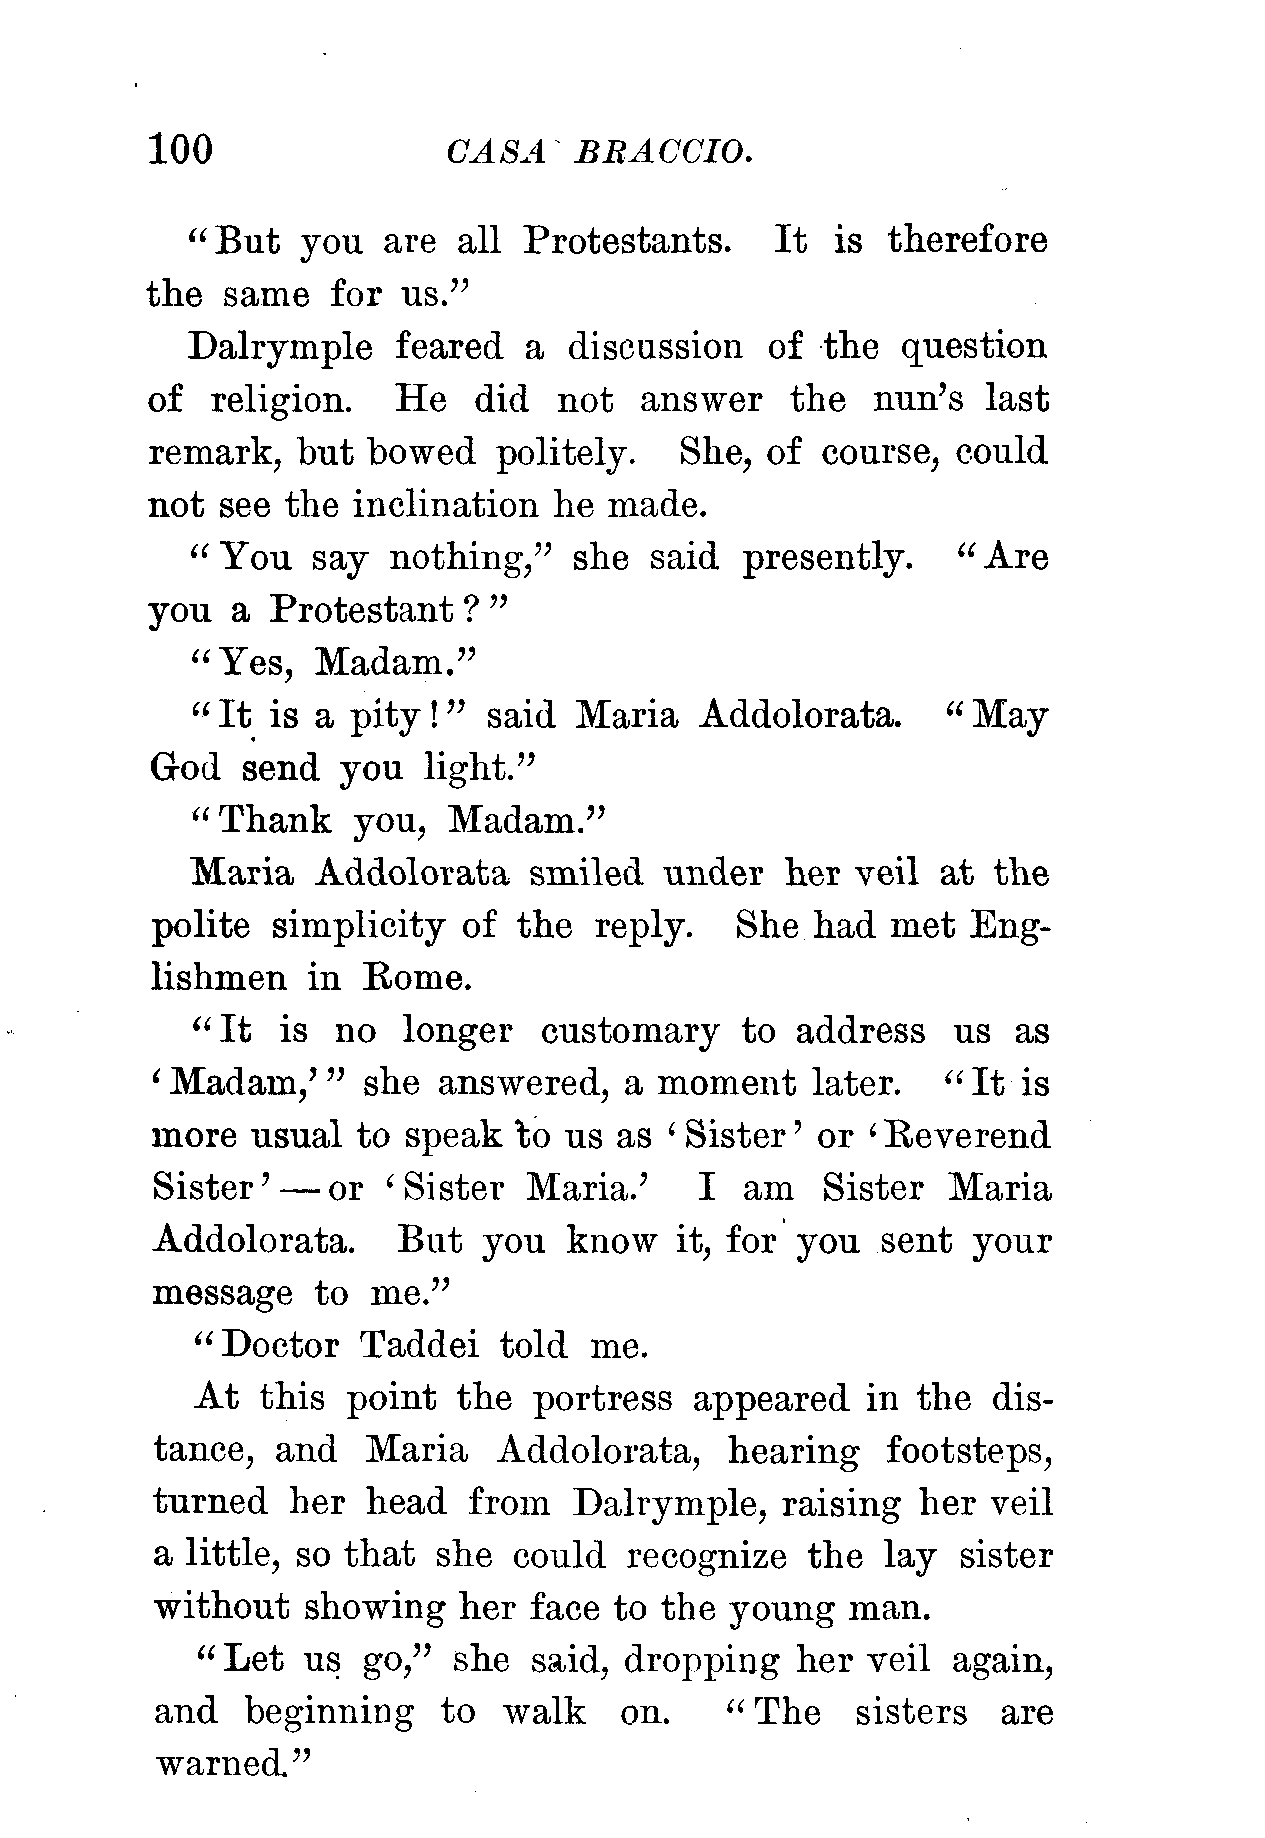 100 CASA BRACCIO.
"But you are all Protestants. It is therefore
the same for us."
Dalrymple feared a discussion of the question
of religion. He did not answer the nun's last
remark, but bowed politely. She, of course, could
not see the inclination he made.
"You say nothing," she said presently. "Are
you a Protestant?"
"Yes, Madam."
"It is a pity!" said Maria Addolorata. "May
God send you light."
"Thank you, Madam."
Maria Addolorata smiled under her veil at the
polite simplicity of the reply. She had met Eng-
lishmen in Rome.
"It is no longer customary to address us as
'Madam,'" she answered, a moment later. "It is
more usual to speak to us as 'Sister' or 'Reverend
Sister'—or 'Sister Maria.' I am Sister Maria
Addolorata. But you know it, for you sent your
message to me."
"Doctor Taddei told me.
At this point the portress appeared in the dis-
tance, and Maria Addolorata, hearing footsteps,
turned her head from Dalrymple, raising her veil
a little, so that she could recognize the lay sister
without showing her face to the young man.
"Let us go," she said, dropping her veil again,
and beginning to walk on. "The sisters are
warned."